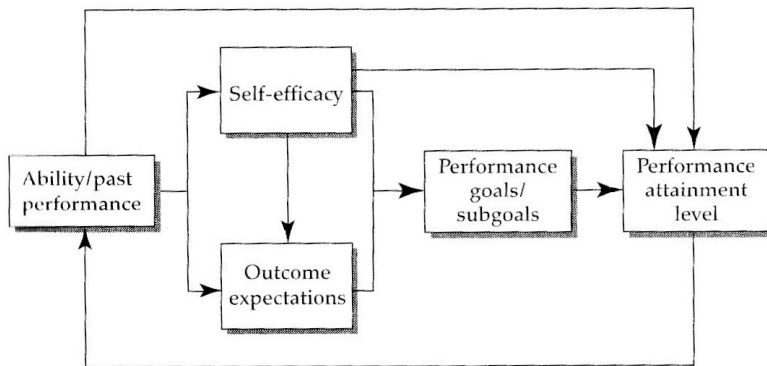 Self-efficacy
Ability/past
performance
Outcome
expectations
Performance
goals/
subgoals
Performance
attainment
level